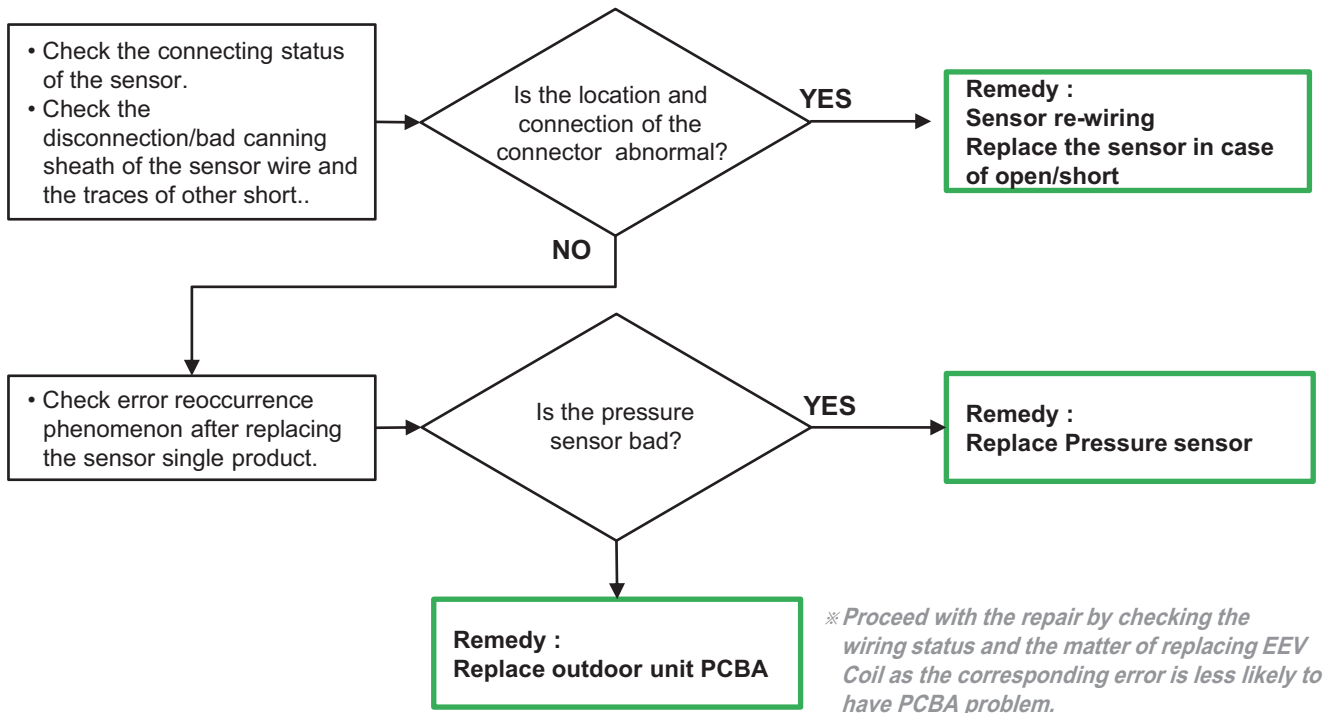 • Check the connecting status
of the sensor.
• Check the
disconnection/bad canning
sheath of the sensor wire and
the traces of other short..
Is the location and
connection of the
connector abnormal?
YES
Remedy :
Sensor re-wiring
Replace the sensor in case
of open/short
NO
• Check error reoccurrence
phenomenon after replacing
the sensor single product.
Is the pressure
sensor bad?
YES
Remedy :
Replace Pressure sensor
Remedy :
Replace outdoor unit PCBA
※ Proceed with the repair by checking the
wiring status and the matter of replacing EEV
Coil as the corresponding error is less likely to
have PCBA problem.